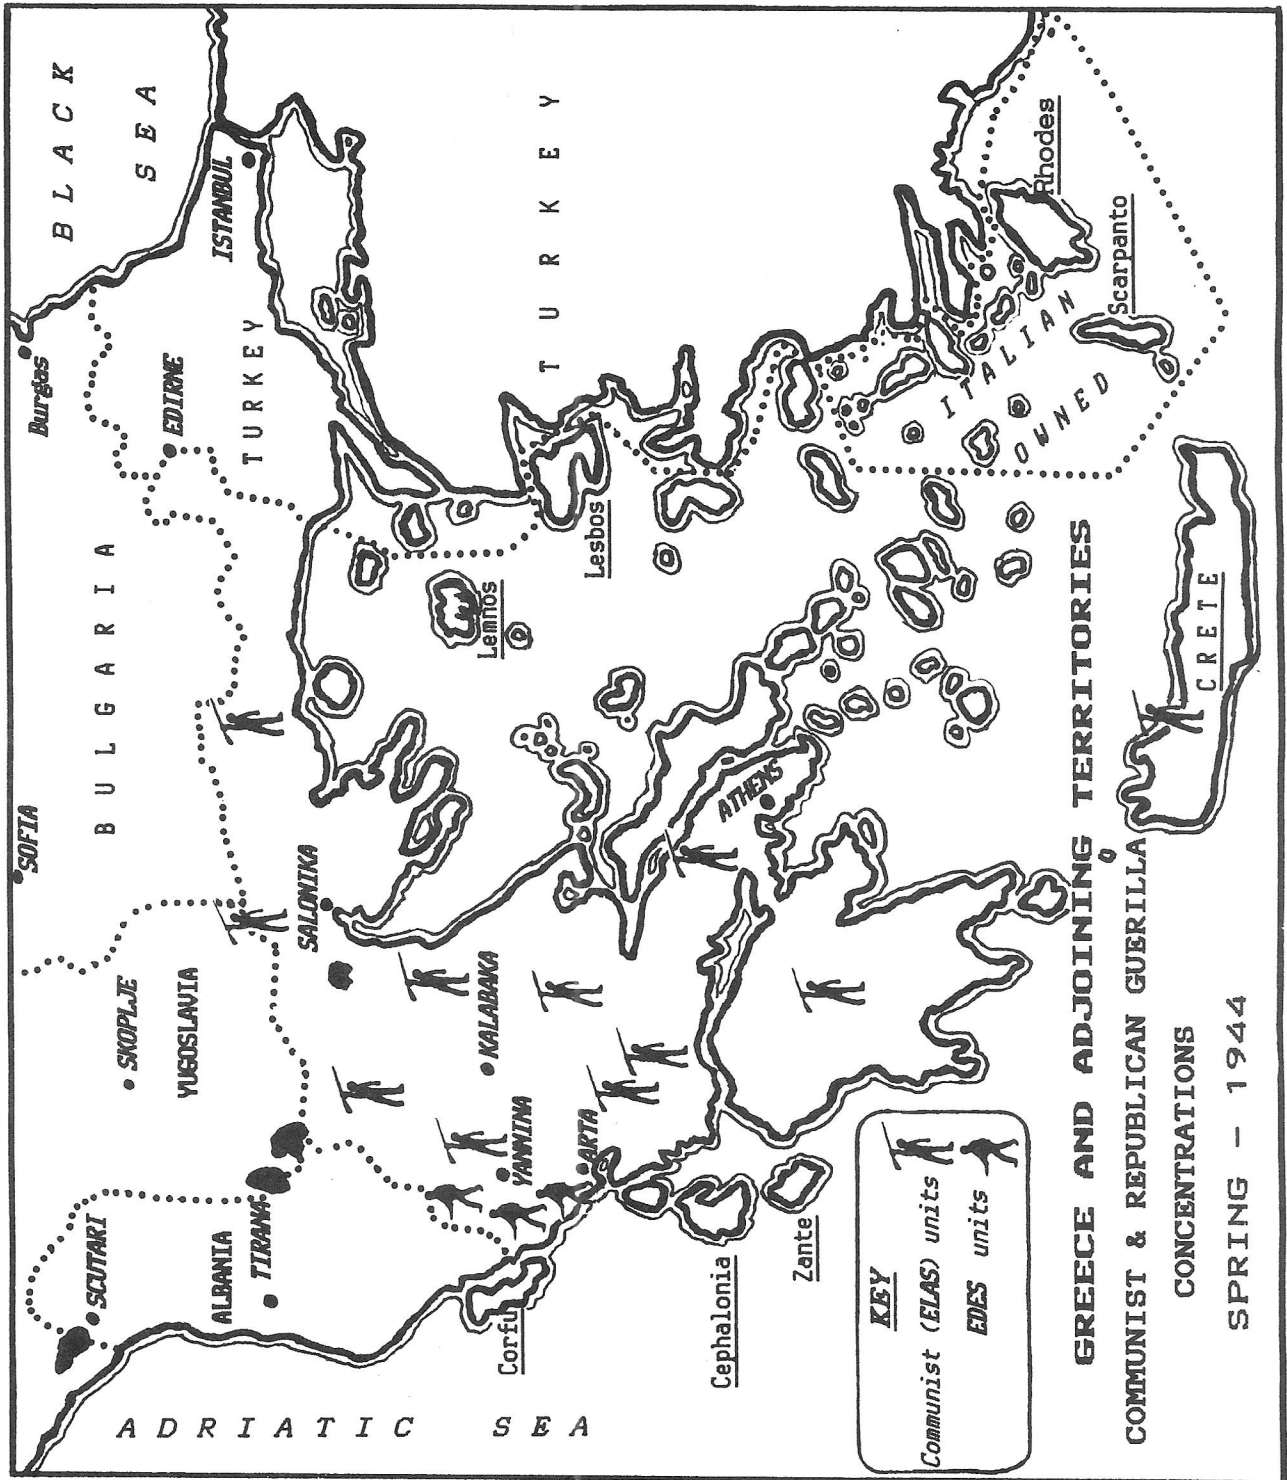 ADRIATIC SEA
SCUTARI
SKOPLJE
SOFIA
Burgas
BLACK
SEA
ALBANIA
TIRANA
YUGOSLAVIA
BULGARIA
EDIRNE
TURKEY
ISTANBUL
SALONIKA
Corfu
YANNINA
KALABAKA
ARTA
Lemnos
Lesbos
TURKEY
Cephalonia
Zante
ATHENS
ITALIAN
OWNED
Rhodes
Scarpanto
CRETE
KEY
Communist (ELAS) units
EDES units
GREECE AND ADJOINING TERRITORIES
COMMUNIST & REPUBLICAN GUERILLA
CONCENTRATIONS
SPRING - 1944